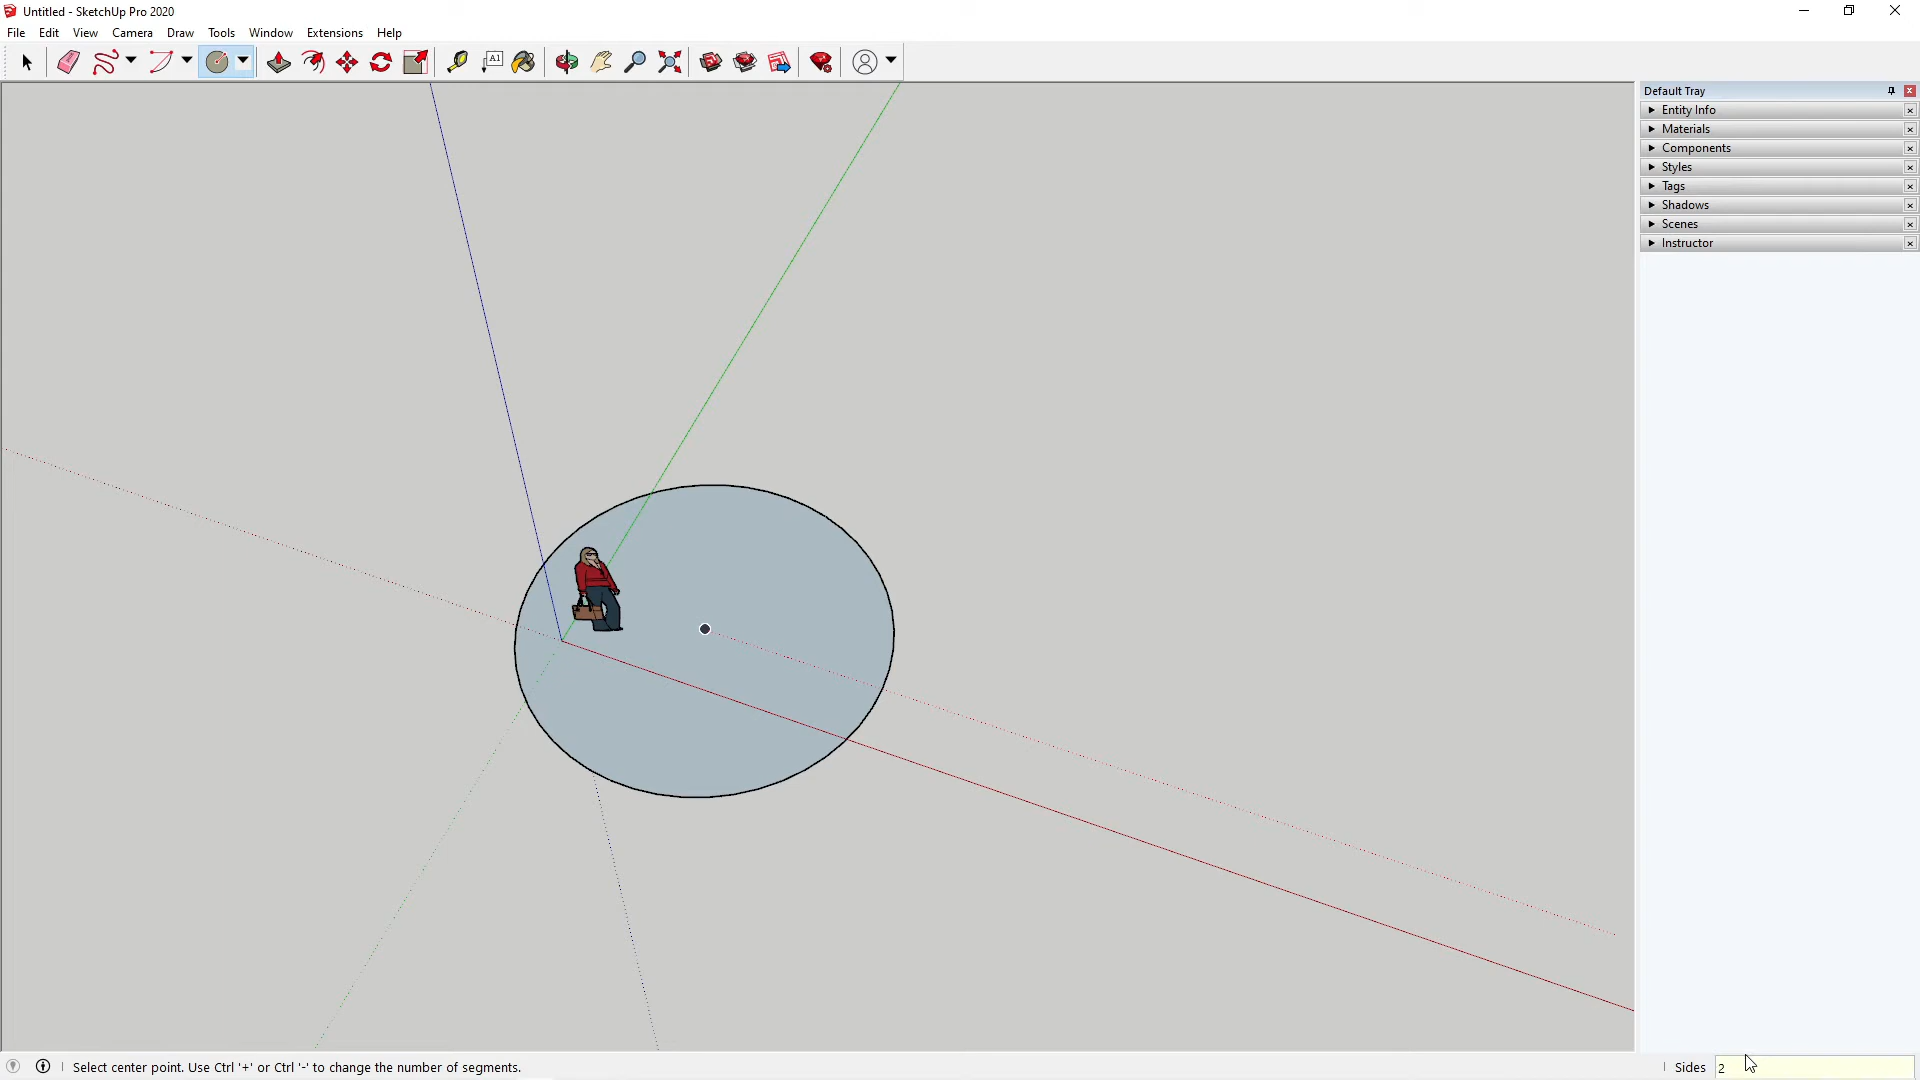 Untitled - SketchUp Pro 2020
File Edit View Camera Draw Tools Window Extensions Help
A1
Default Tray
Entity Info
Materials
Components
Styles
Tags
Shadows
Scenes
Instructor
Select center point. Use Ctrl '+' or Ctrl '-' to change the number of segments.
Sides 2